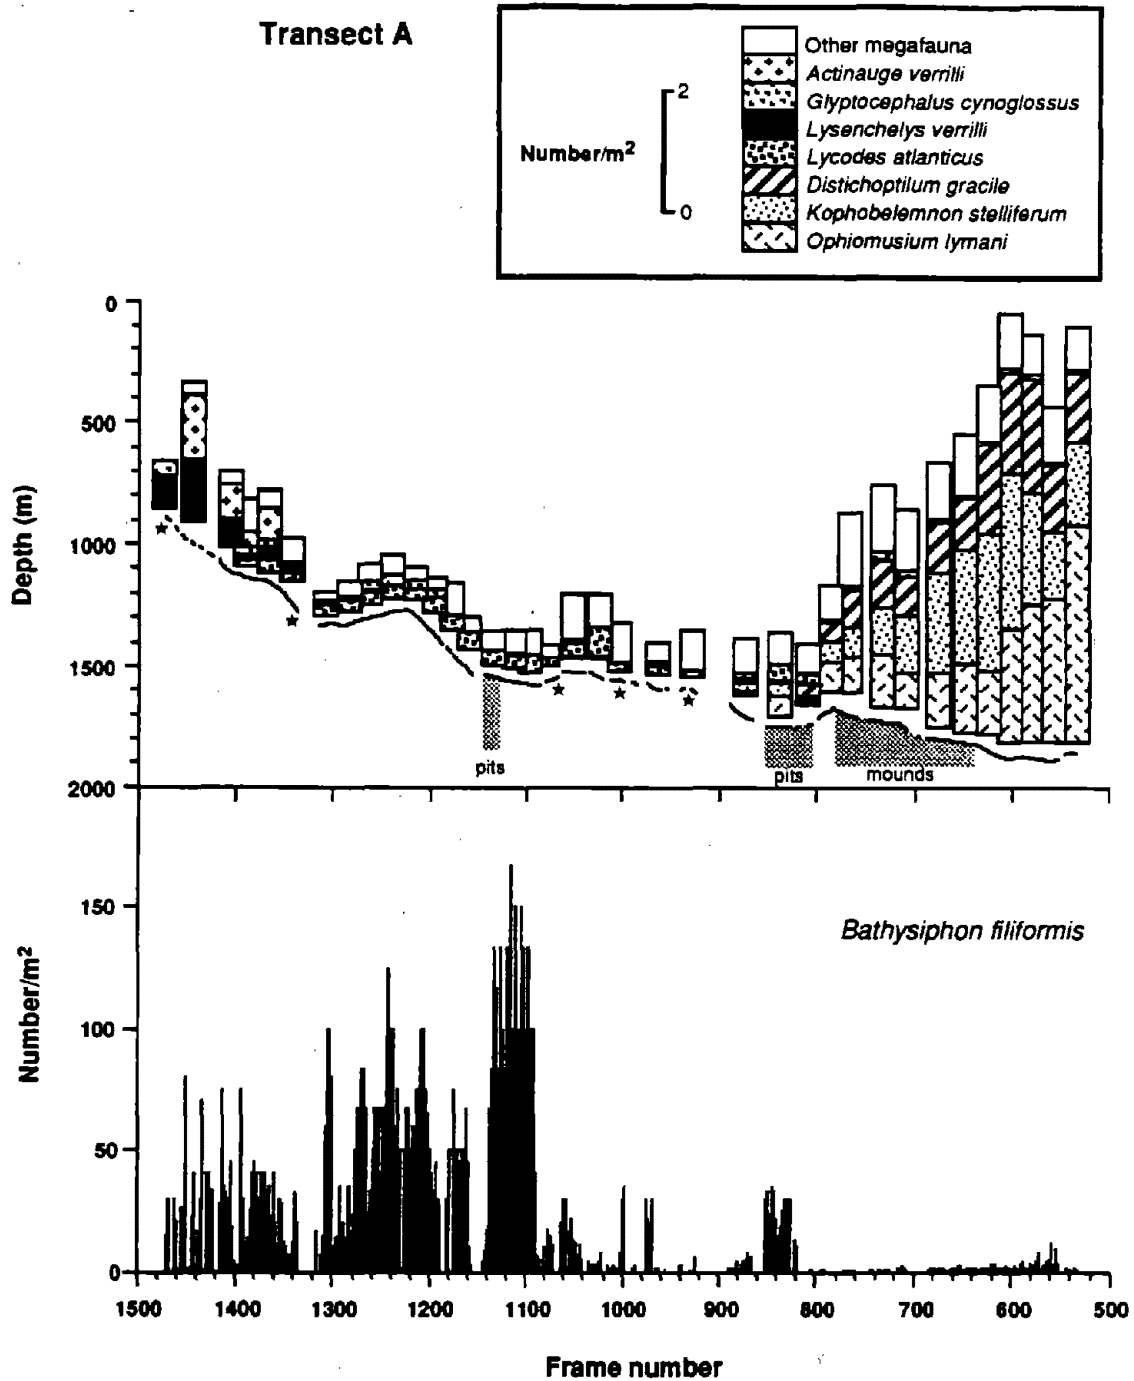 Transect A
Number/m2
2
0
Other megafauna
Actinauge verrilli
Glyptocephalus cynoglossus
Lysenchelys verrilli
Lycodes atlanticus
Distichoptilum gracile
Kophobelemnon stelliferum
Ophiomusium lymani
Depth (m)
0
500
1000
1500
2000
pits
pits
mounds
Number/m2
150
100
50
0
Bathysiphon filiformis
1500 1400 1300 1200 1100 1000 900 800 700 600 500
Frame number